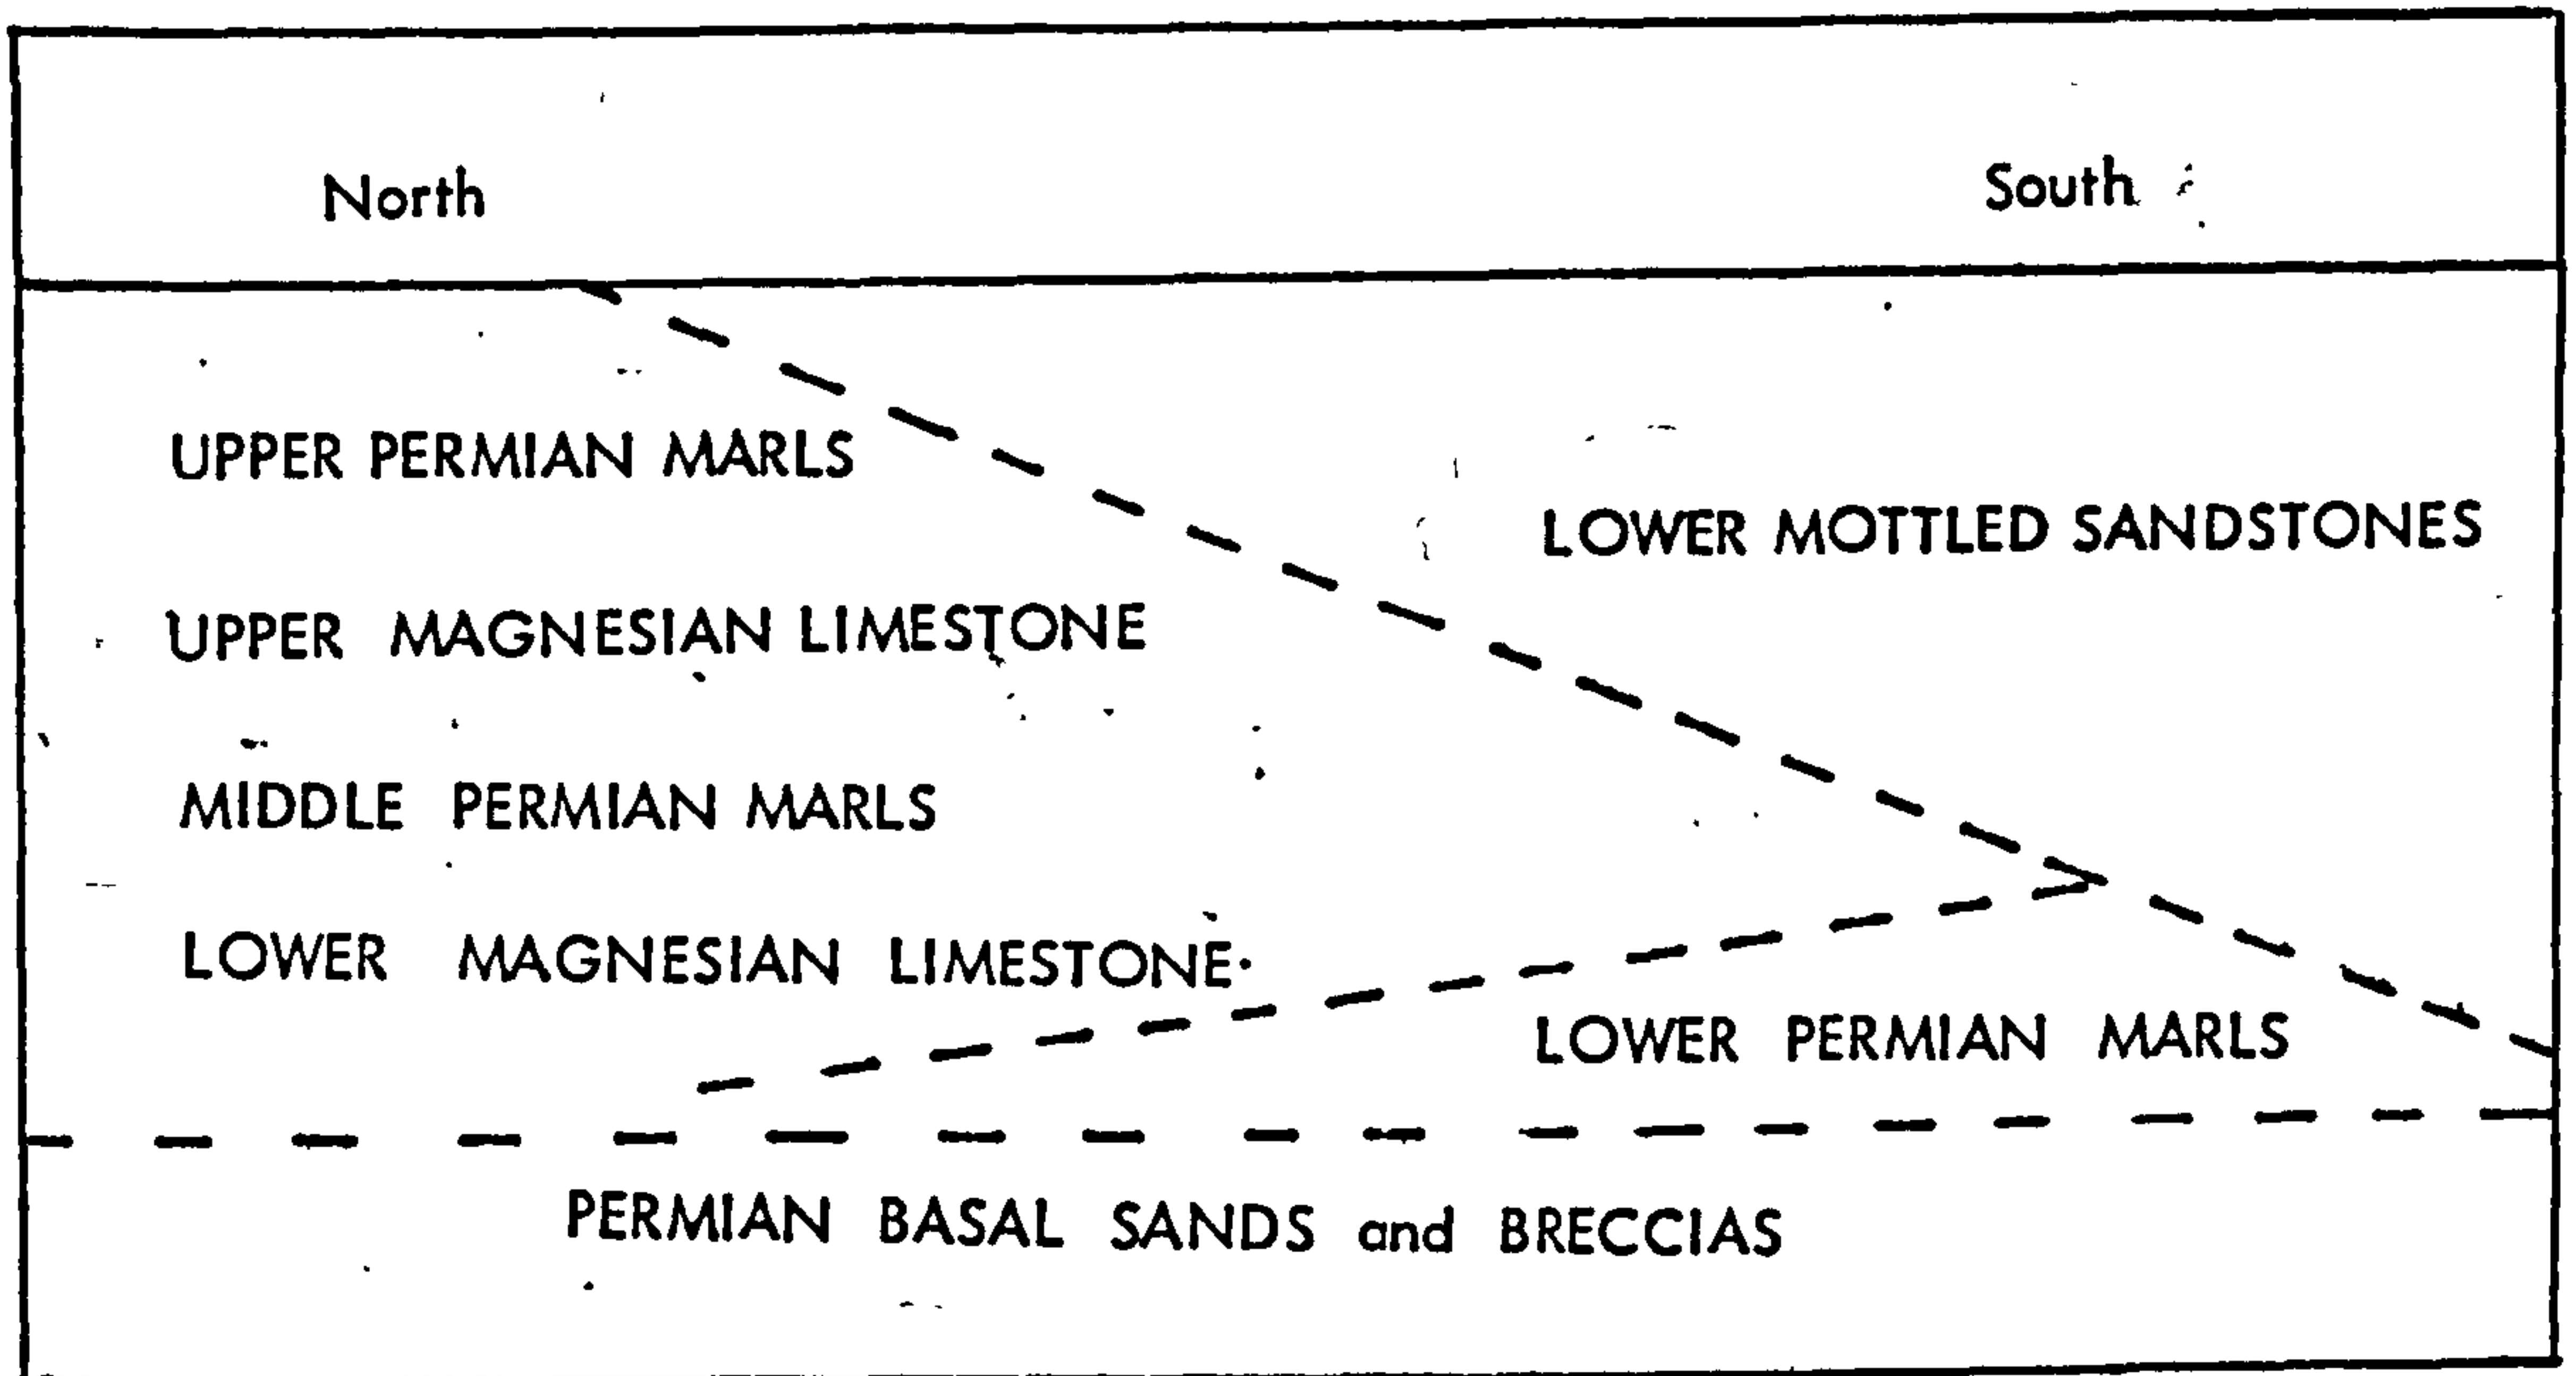 North South
UPPER PERMIAN MARLS
LOWER MOTTLED SANDSTONES
UPPER MAGNESIAN LIMESTONE
MIDDLE PERMIAN MARLS
LOWER MAGNESIAN LIMESTONE
LOWER PERMIAN MARLS
PERMIAN BASAL SANDS and BRECCIAS